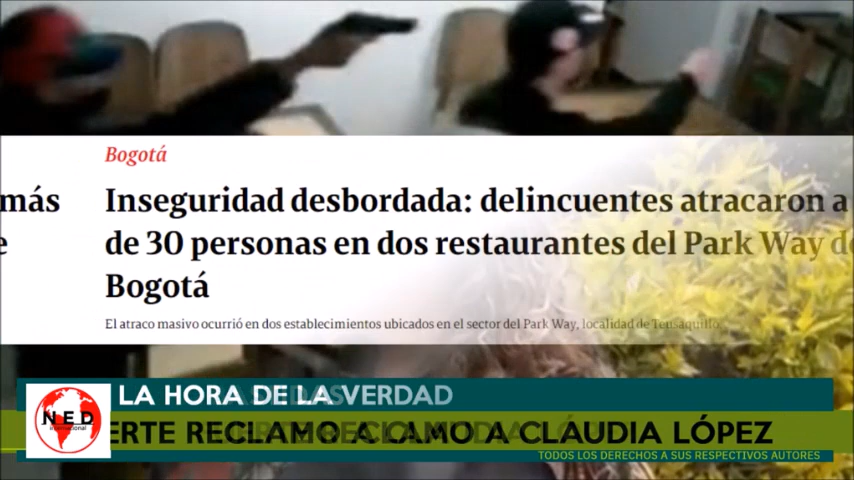 Bogotá
más
Inseguridad desbordada: delincuentes atracaron a
e
de 30 personas en dos restaurantes del Park Way de
Bogotá
El atraco masivo ocurrió en dos establecimientos ubicados en el sector del Park Way, localidad de Teusaquillo.
LA HORA DE LA VERDAD
NED
International
ERTE RECLAMO A CLAUDIA LÓPEZ
TODOS LOS DERECHOS A SUS RESPECTIVOS AUTORES